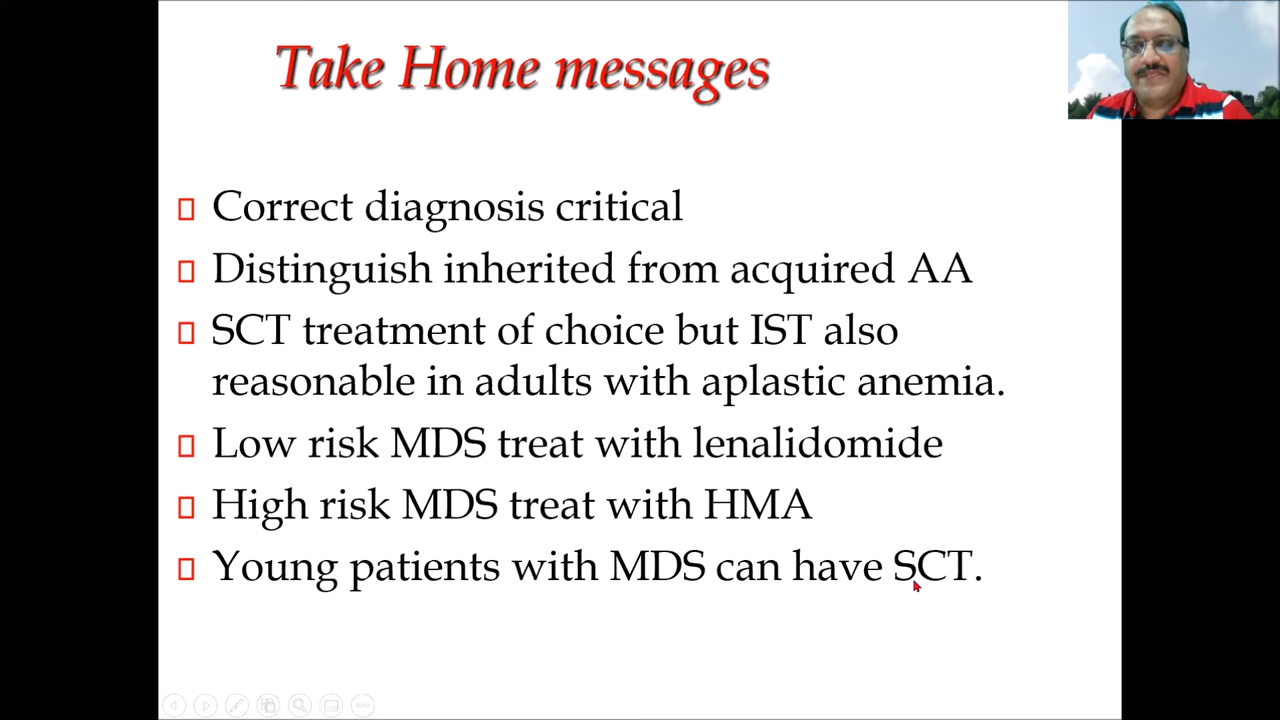 Take Home messages
Correct diagnosis critical
Distinguish inherited from acquired AA
SCT treatment of choice but IST also
reasonable in adults with aplastic anemia.
Low risk MDS treat with lenalidomide
High risk MDS treat with HMA
Young patients with MDS can have SCT.